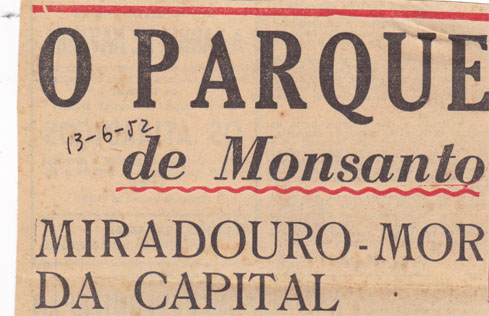 O PARQUE
13-6-52
de Monsanto
MIRADOURO-MOR
DA CAPITAL